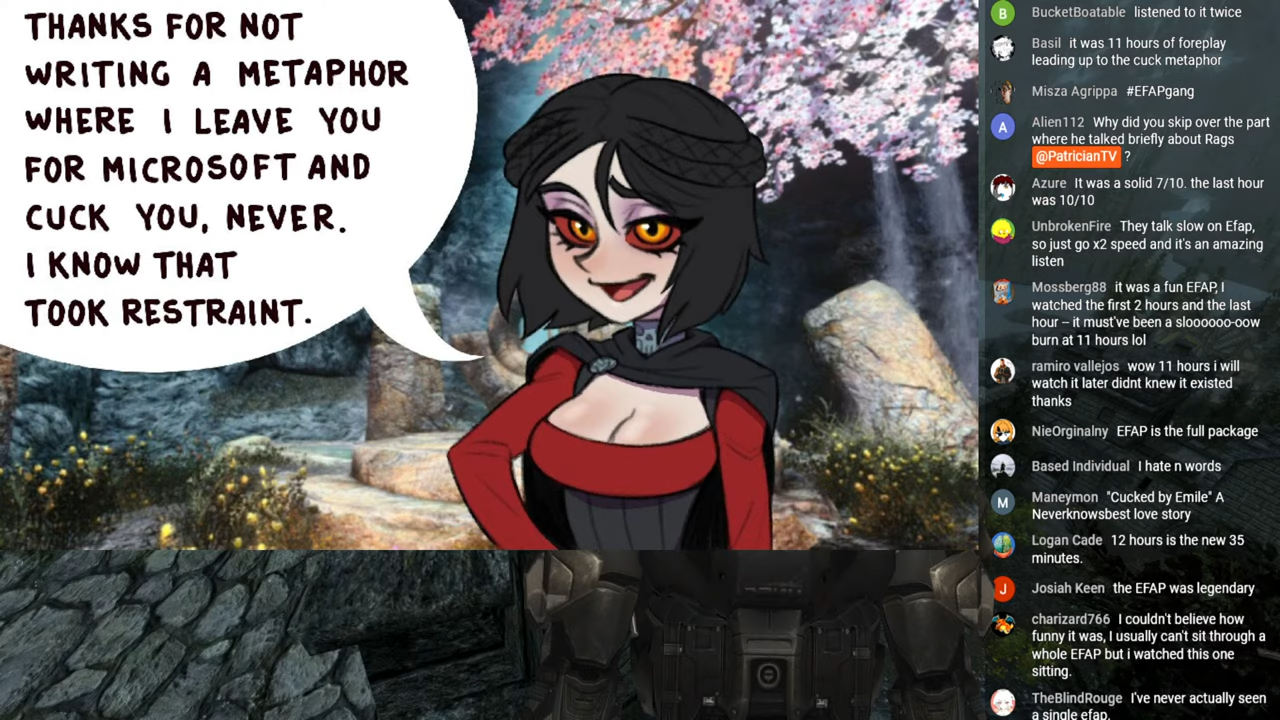 THANKS FOR NOT
WRITING A METAPHOR
WHERE I LEAVE YOU
FOR MICROSOFT AND
CUCK YOU, NEVER.
I KNOW THAT
TOOK RESTRAINT.
B BucketBoatable listened to it twice
Basil it was 11 hours of foreplay
leading up to the cuck metaphor
Misza Agrippa #EFAPgang
A Alien112 Why did you skip over the part
where he talked briefly about Rags
@PatricianTV ?
Azure It was a solid 7/10. the last hour
was 10/10
UnbrokenFire They talk slow on Efap,
so just go x2 speed and it's an amazing
listen
Mossberg88 it was a fun EFAP, I
watched the first 2 hours and the last
hour – it must've been a sloooooo-oow
burn at 11 hours lol
ramiro vallejos wow 11 hours i will
watch it later didnt knew it existed
thanks
NieOrginalny EFAP is the full package
Based Individual I hate n words
M Maneymon "Cucked by Emile" A
Neverknowsbest love story
Logan Cade 12 hours is the new 35
minutes.
J Josiah Keen the EFAP was legendary
charizard766 I couldn't believe how
funny it was, I usually can't sit through a
whole EFAP but i watched this one
sitting.
TheBlindRouge I've never actually seen
a single efap.